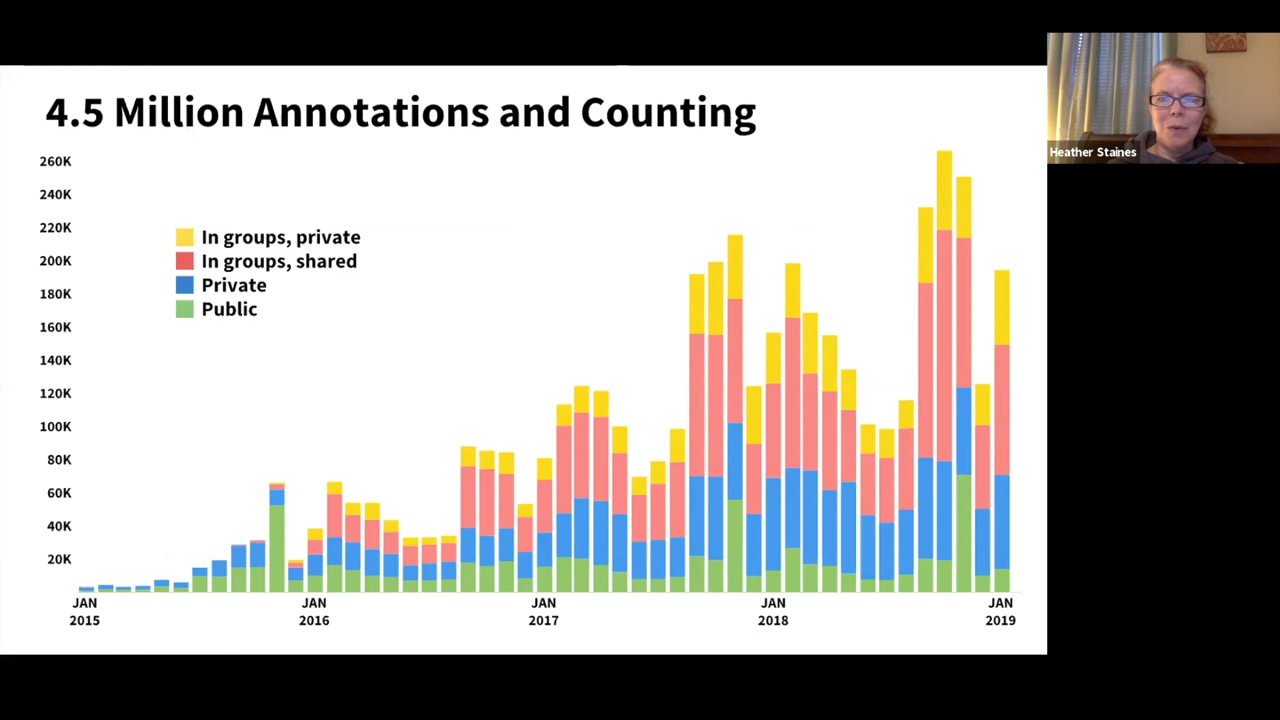 4.5 Million Annotations and Counting
Heather Staines
260K
240K
220K
200K
180K
160K
140K
120K
100K
80K
60K
40K
20K
In groups, private
In groups, shared
Private
Public
JAN
2015
JAN
2016
JAN
2017
JAN
2018
JAN
2019